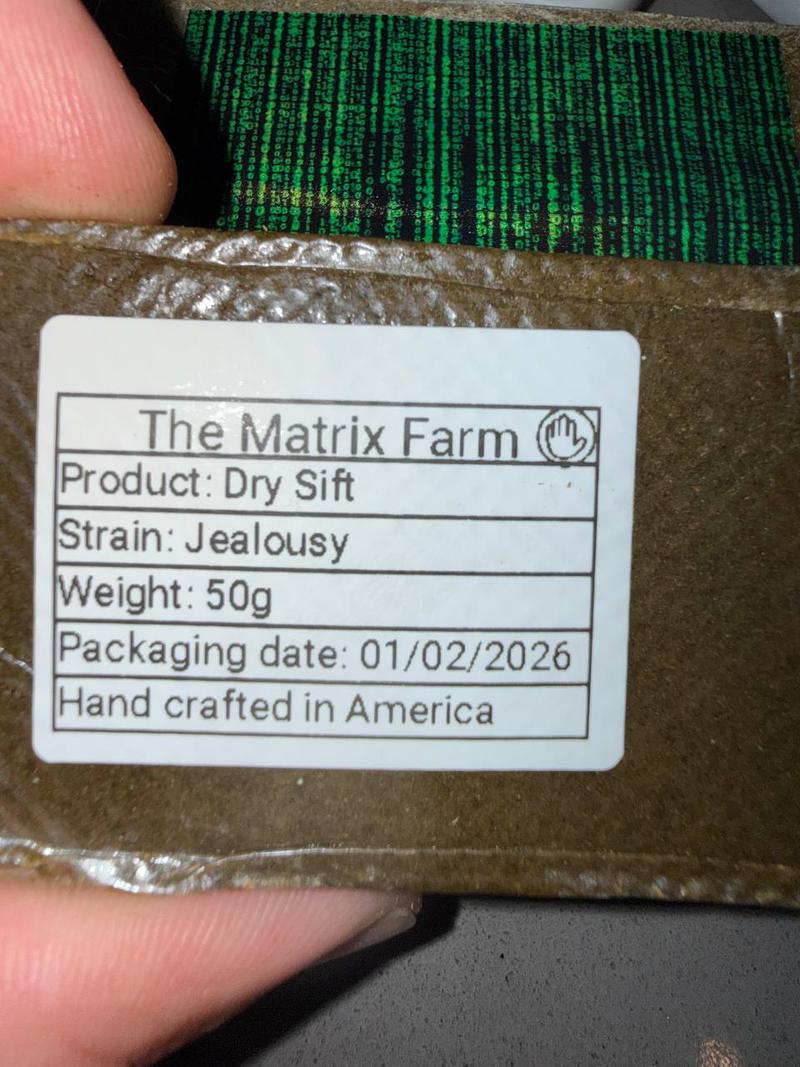 The Matrix Farm
Product: Dry Sift
Strain: Jealousy
Weight: 50g
Packaging date: 01/02/2026
Hand crafted in America